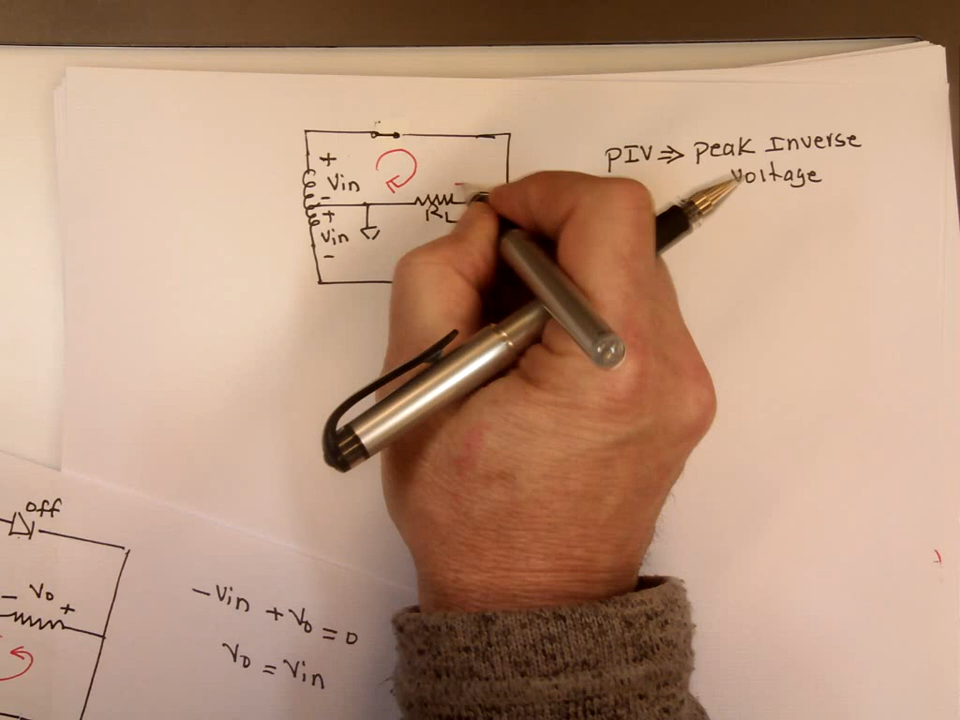 PIV ⇒ Peak Inverse
Voltage
+
Vin
-
+
Vin
-
RL
off
- Vo +
-Vin + Vo = 0
Vo = Vin